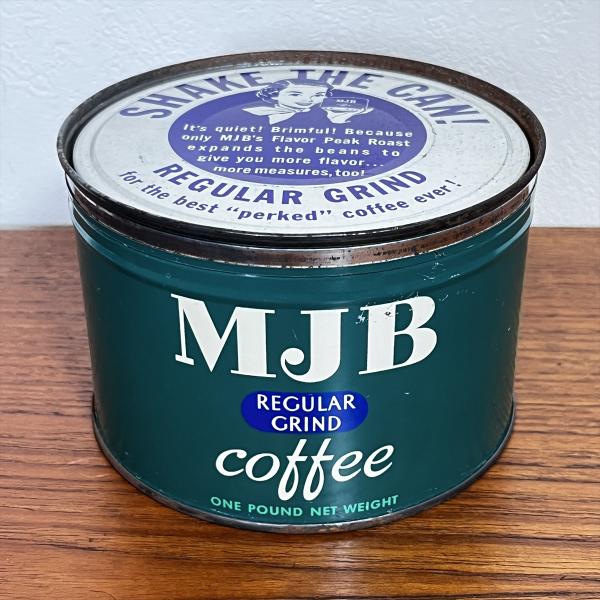 SHAKE THE CAN!
MJB
It's quiet! Brimful! Because
only MJB's Flavor Peak Roast
expands the beans to
give you more flavor...
more measures, too!
REGULAR GRIND
for the best "perked" coffee ever!
MJB
REGULAR
GRIND
coffee
ONE POUND NET WEIGHT